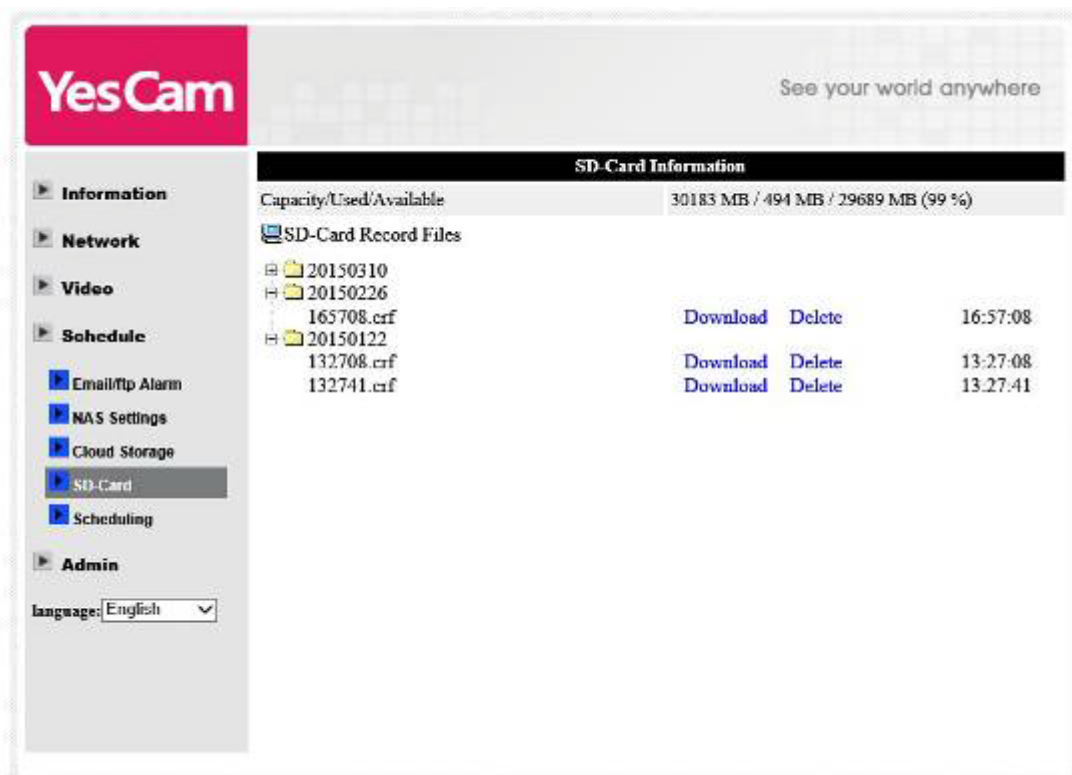 YesCam
See your world anywhere
SD-Card Information
Information
Network
Video
Schedule
Email/ftp Alarm
NAS Settings
Cloud Storage
SD-Card
Scheduling
Admin
language: English
Capacity/Used/Available 30183 MB / 494 MB / 29689 MB (99 %)
SD-Card Record Files
20150310
20150226
165708.crf Download Delete 16:57:08
20150122
132708.crf Download Delete 13:27:08
132741.crf Download Delete 13:27:41